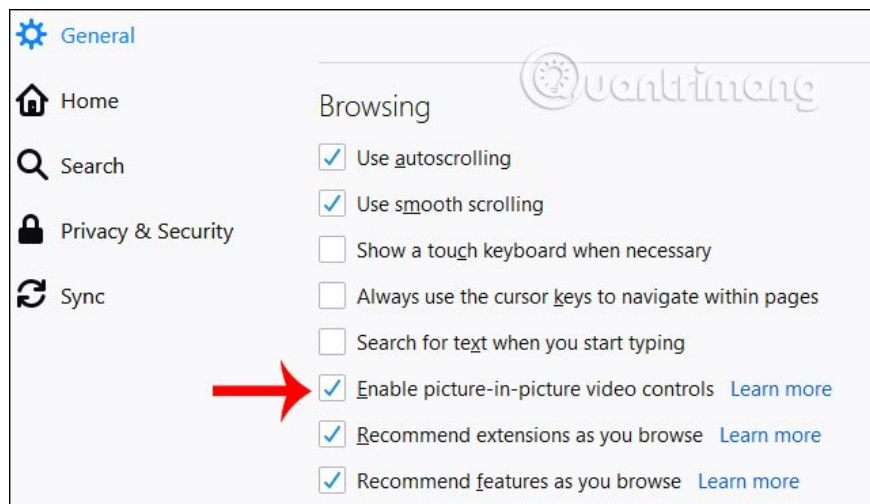 General
Home
Search
Privacy & Security
Sync
Quantrimang
Browsing
Use autoscrolling
Use smooth scrolling
Show a touch keyboard when necessary
Always use the cursor keys to navigate within pages
Search for text when you start typing
Enable picture-in-picture video controls Learn more
Recommend extensions as you browse Learn more
Recommend features as you browse Learn more